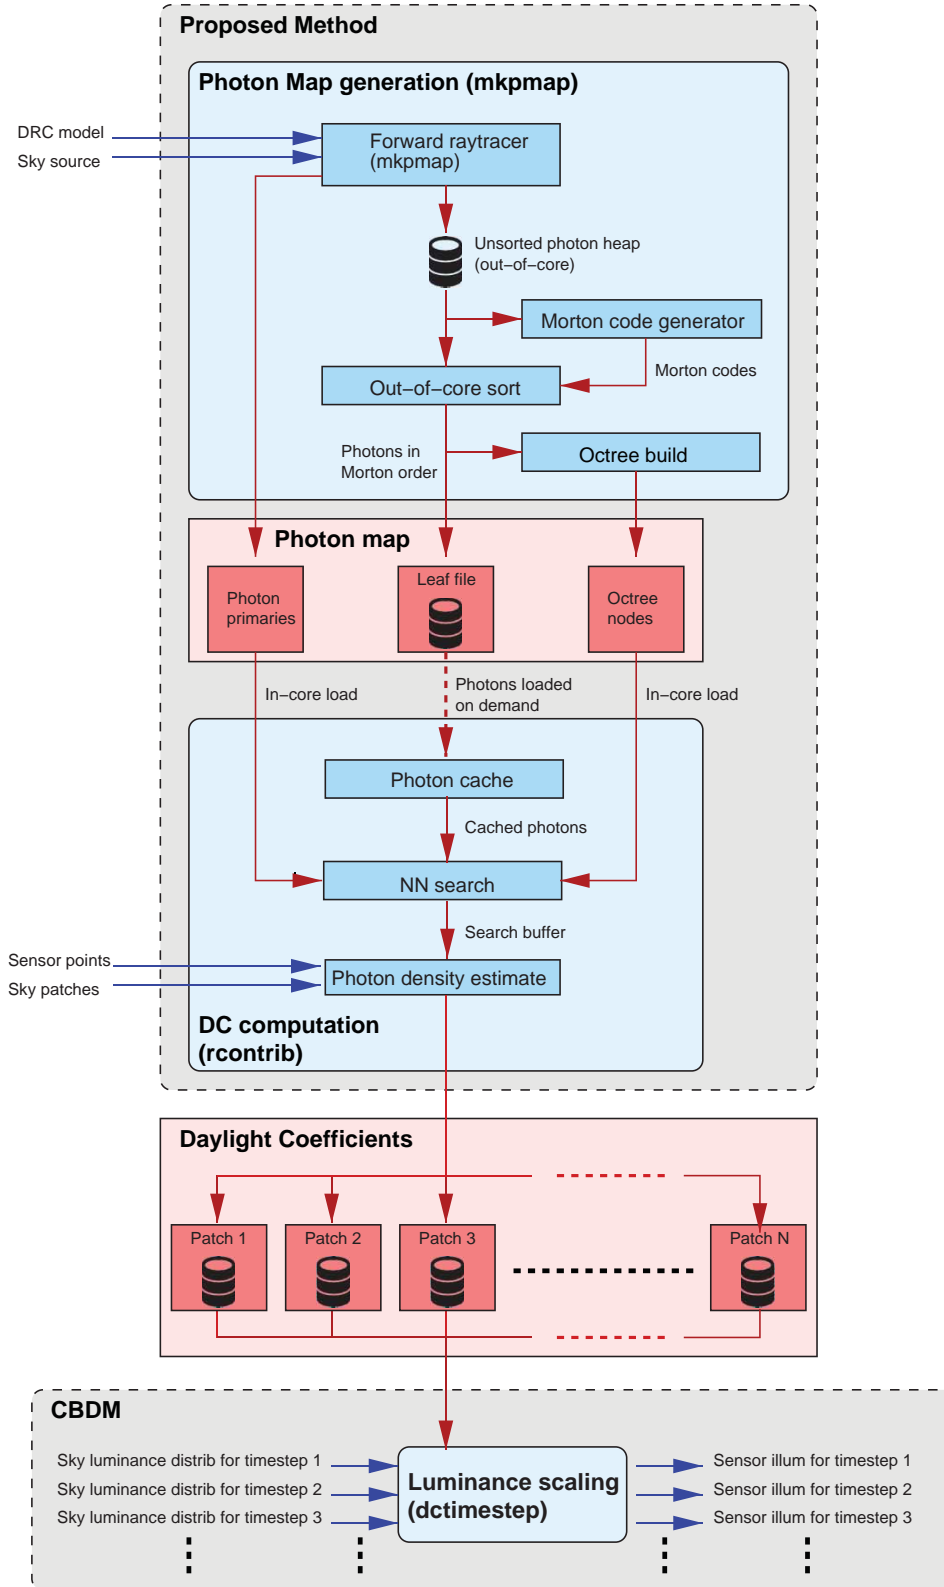 Proposed Method
Photon Map generation (mkpmap)
DRC model
Sky source
Forward raytracer
(mkpmap)
Unsorted photon heap
(out−of−core)
Morton code generator
Morton codes
Out−of−core sort
Photons in
Morton order
Octree build
Photon map
Photon
primaries
Leaf file
Octree
nodes
In−core load
Photons loaded
on demand
In−core load
Photon cache
Cached photons
NN search
Search buffer
Sensor points
Sky patches
Photon density estimate
DC computation
(rcontrib)
Daylight Coefficients
Patch 1
Patch 2
Patch 3
Patch N
CBDM
Sky luminance distrib for timestep 1
Sky luminance distrib for timestep 2
Sky luminance distrib for timestep 3
Luminance scaling
(dctimestep)
Sensor illum for timestep 1
Sensor illum for timestep 2
Sensor illum for timestep 3